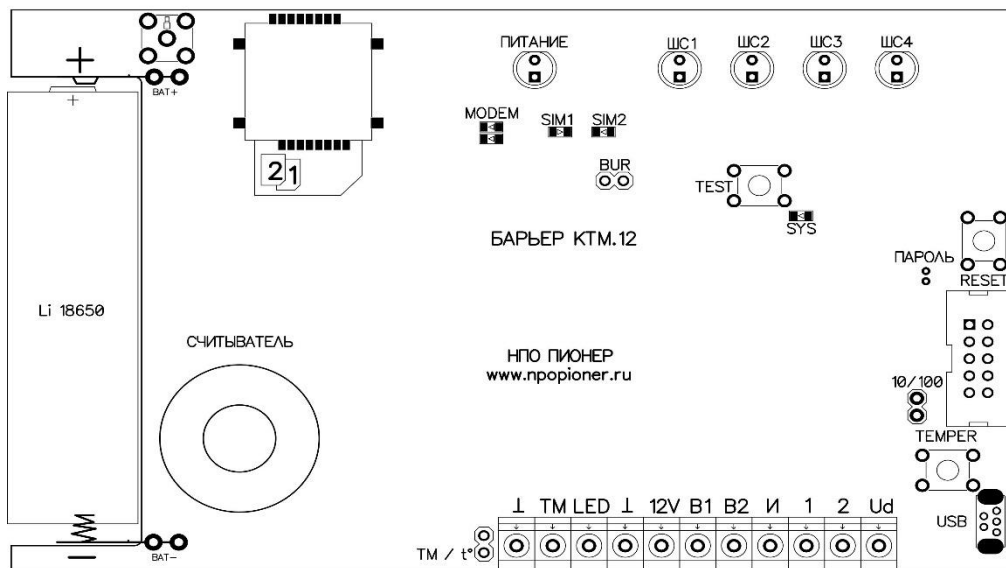 ПИТАНИЕ
ШС1
ШС2
ШС3
ШС4
+
BAT+
+
MODEM
SIM1
SIM2
21
BUR
TEST
SYS
БАРЬЕР КТМ.12
ПАРОЛЬ
RESET
Li 18650
СЧИТЫВАТЕЛЬ
НПО ПИОНЕР
www.npopioner.ru
10/100
TEMPER
⊥ TM LED ⊥ 12V B1 B2 И 1 2 Ud
USB
TM / t°
BAT-
−